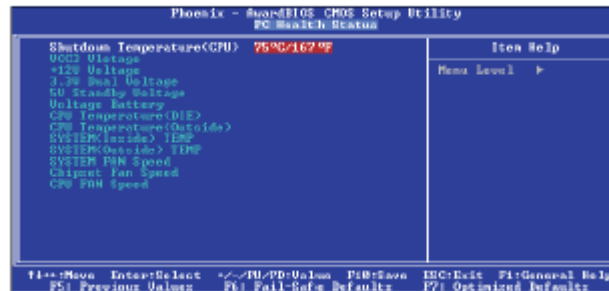 Phoenix - AwardBIOS CMOS Setup Utility
PC Health Status
Shutdown Temperature(CPU) 75°C/167°F
VCC3 Vlotage
+12V Voltage
3.3V Dual Voltage
5V Standby Voltage
Voltage Battery
CPU Temperature(DIE)
CPU Temperature(Outside)
SYSTEM(Inside) TEMP
SYSTEM(Outside) TEMP
SYSTEM FAN Speed
Chipset Fan Speed
CPU FAN Speed
Item Help
Menu Level ►
↑↓↔:Move Enter:Select +/-/PU/PD:Value F10:Save ESC:Exit F1:General Help
F5: Previous Values F6: Fail-Safe Defaults F7: Optimized Defaults